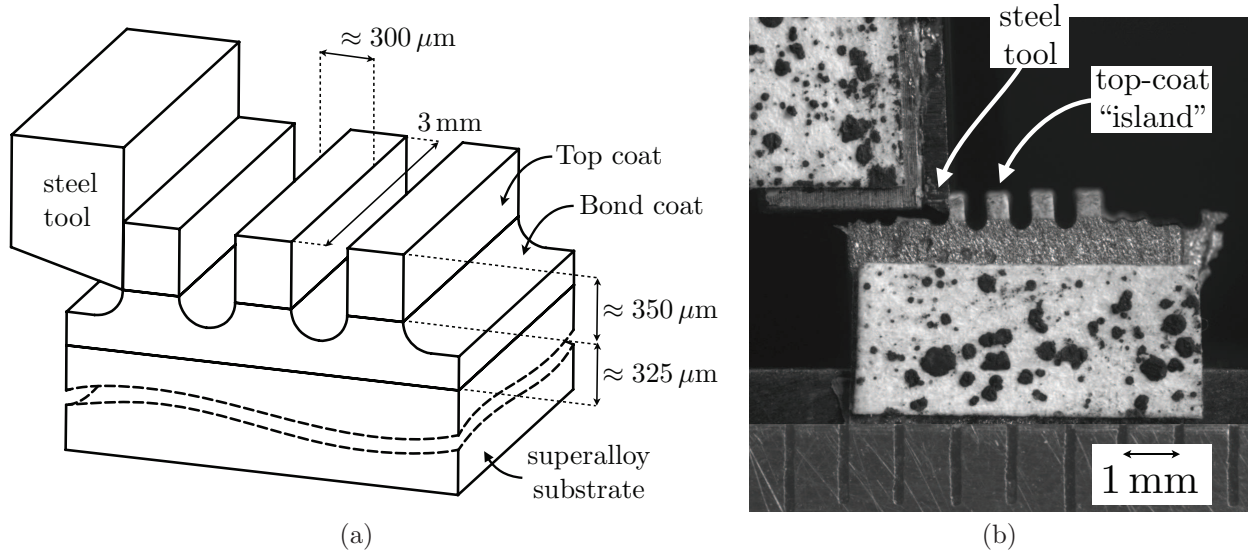 ≈ 300 μm
3 mm
steel
tool
Top coat
Bond coat
≈ 350 μm
≈ 325 μm
superalloy
substrate
(a)
steel
tool
top-coat
“island”
1 mm
(b)